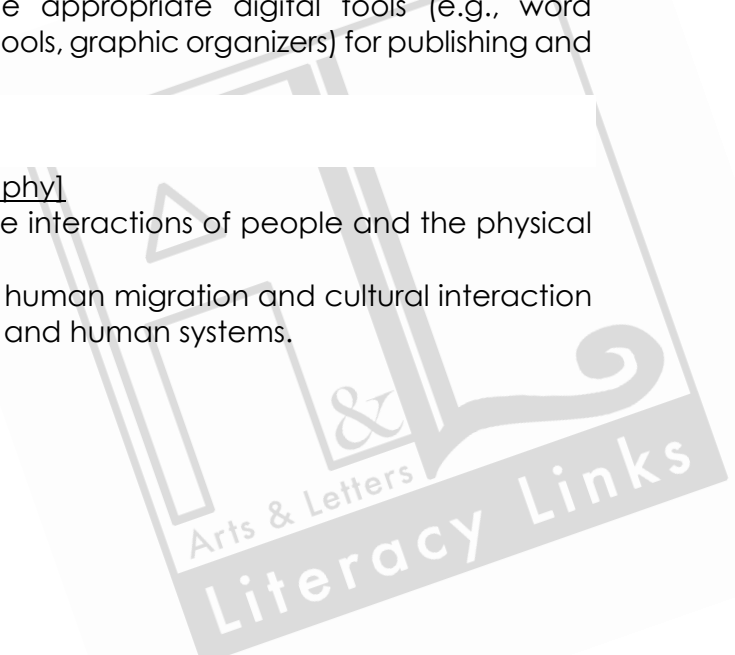 e appropriate digital tools (e.g., word
ools, graphic organizers) for publishing and
phy]
e interactions of people and the physical
human migration and cultural interaction
and human systems.
&
Arts & Letters
Literacy Links